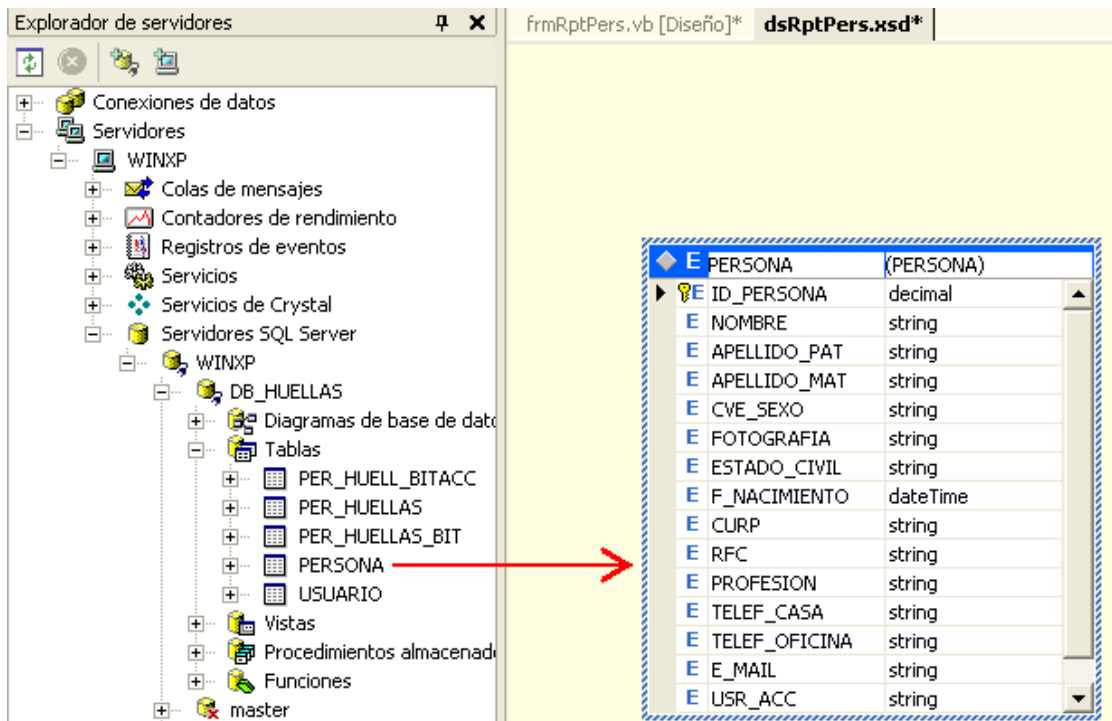 Explorador de servidores
Conexiones de datos
Servidores
WINXP
Colas de mensajes
Contadores de rendimiento
Registros de eventos
Servicios
Servicios de Crystal
Servidores SQL Server
WINXP
DB_HUELLAS
Diagramas de base de dato
Tablas
PER_HUELL_BITACC
PER_HUELLAS
PER_HUELLAS_BIT
PERSONA
USUARIO
Vistas
Procedimientos almacenad
Funciones
master
frmRptPers.vb [Diseño]* dsRptPers.xsd*
E PERSONA (PERSONA)
E ID_PERSONA decimal
E NOMBRE string
E APELLIDO_PAT string
E APELLIDO_MAT string
E CVE_SEXO string
E FOTOGRAFIA string
E ESTADO_CIVIL string
E F_NACIMIENTO dateTime
E CURP string
E RFC string
E PROFESION string
E TELEF_CASA string
E TELEF_OFICINA string
E E_MAIL string
E USR_ACC string